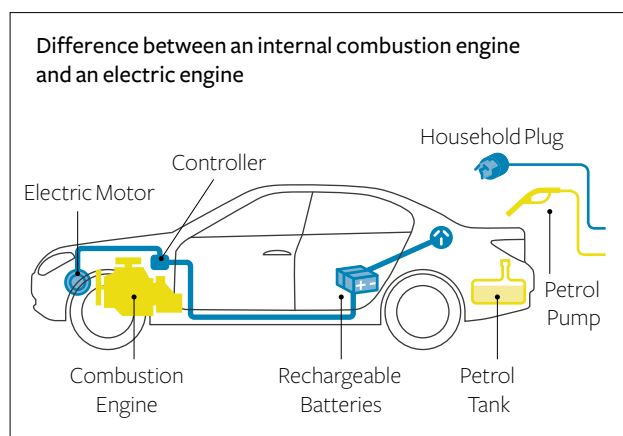 Difference between an internal combustion engine
and an electric engine
Household Plug
Controller
Electric Motor
Petrol
Pump
Combustion
Engine
Rechargeable
Batteries
Petrol
Tank